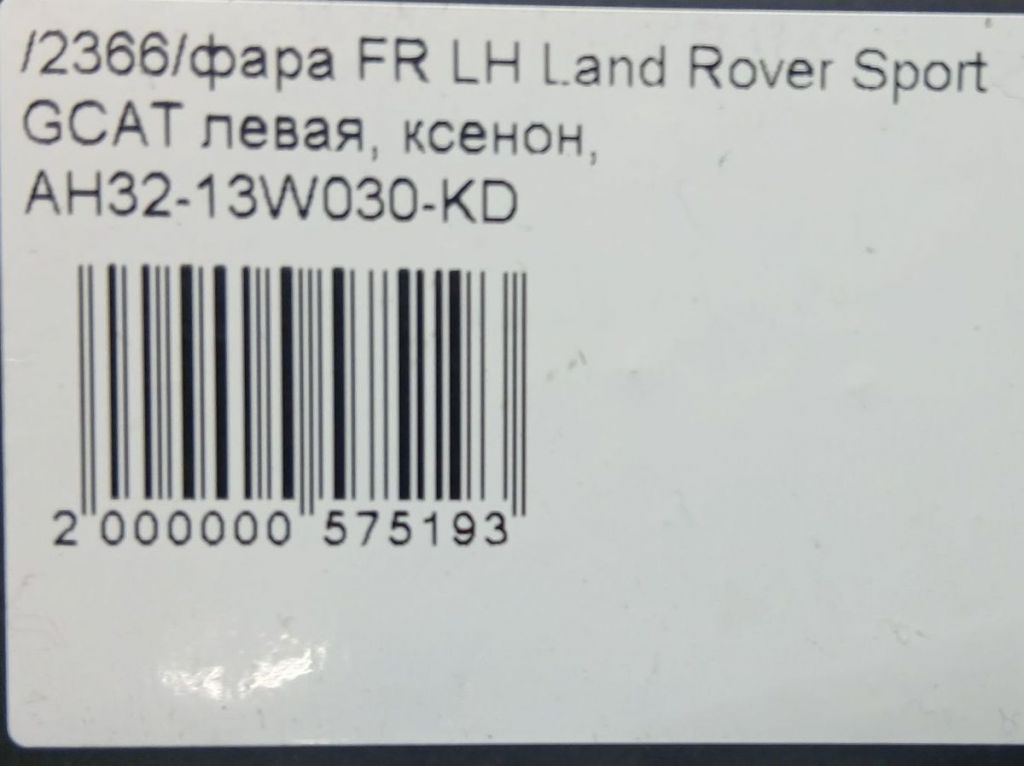 /2366/фара FR LH Land Rover Sport
GCAT левая, ксенон,
AH32-13W030-KD
2 000000 575193